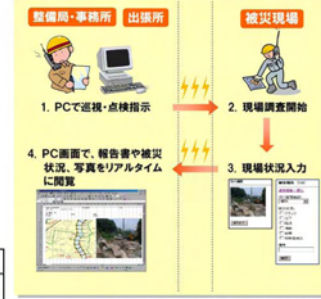 整備局・事務所 出張所
被災現場
1. PCで巡視・点検指示
2. 現場調査開始
4. PC画面で、報告書や被災
状況、写真をリアルタイム
に閲覧
3. 現場状況入力